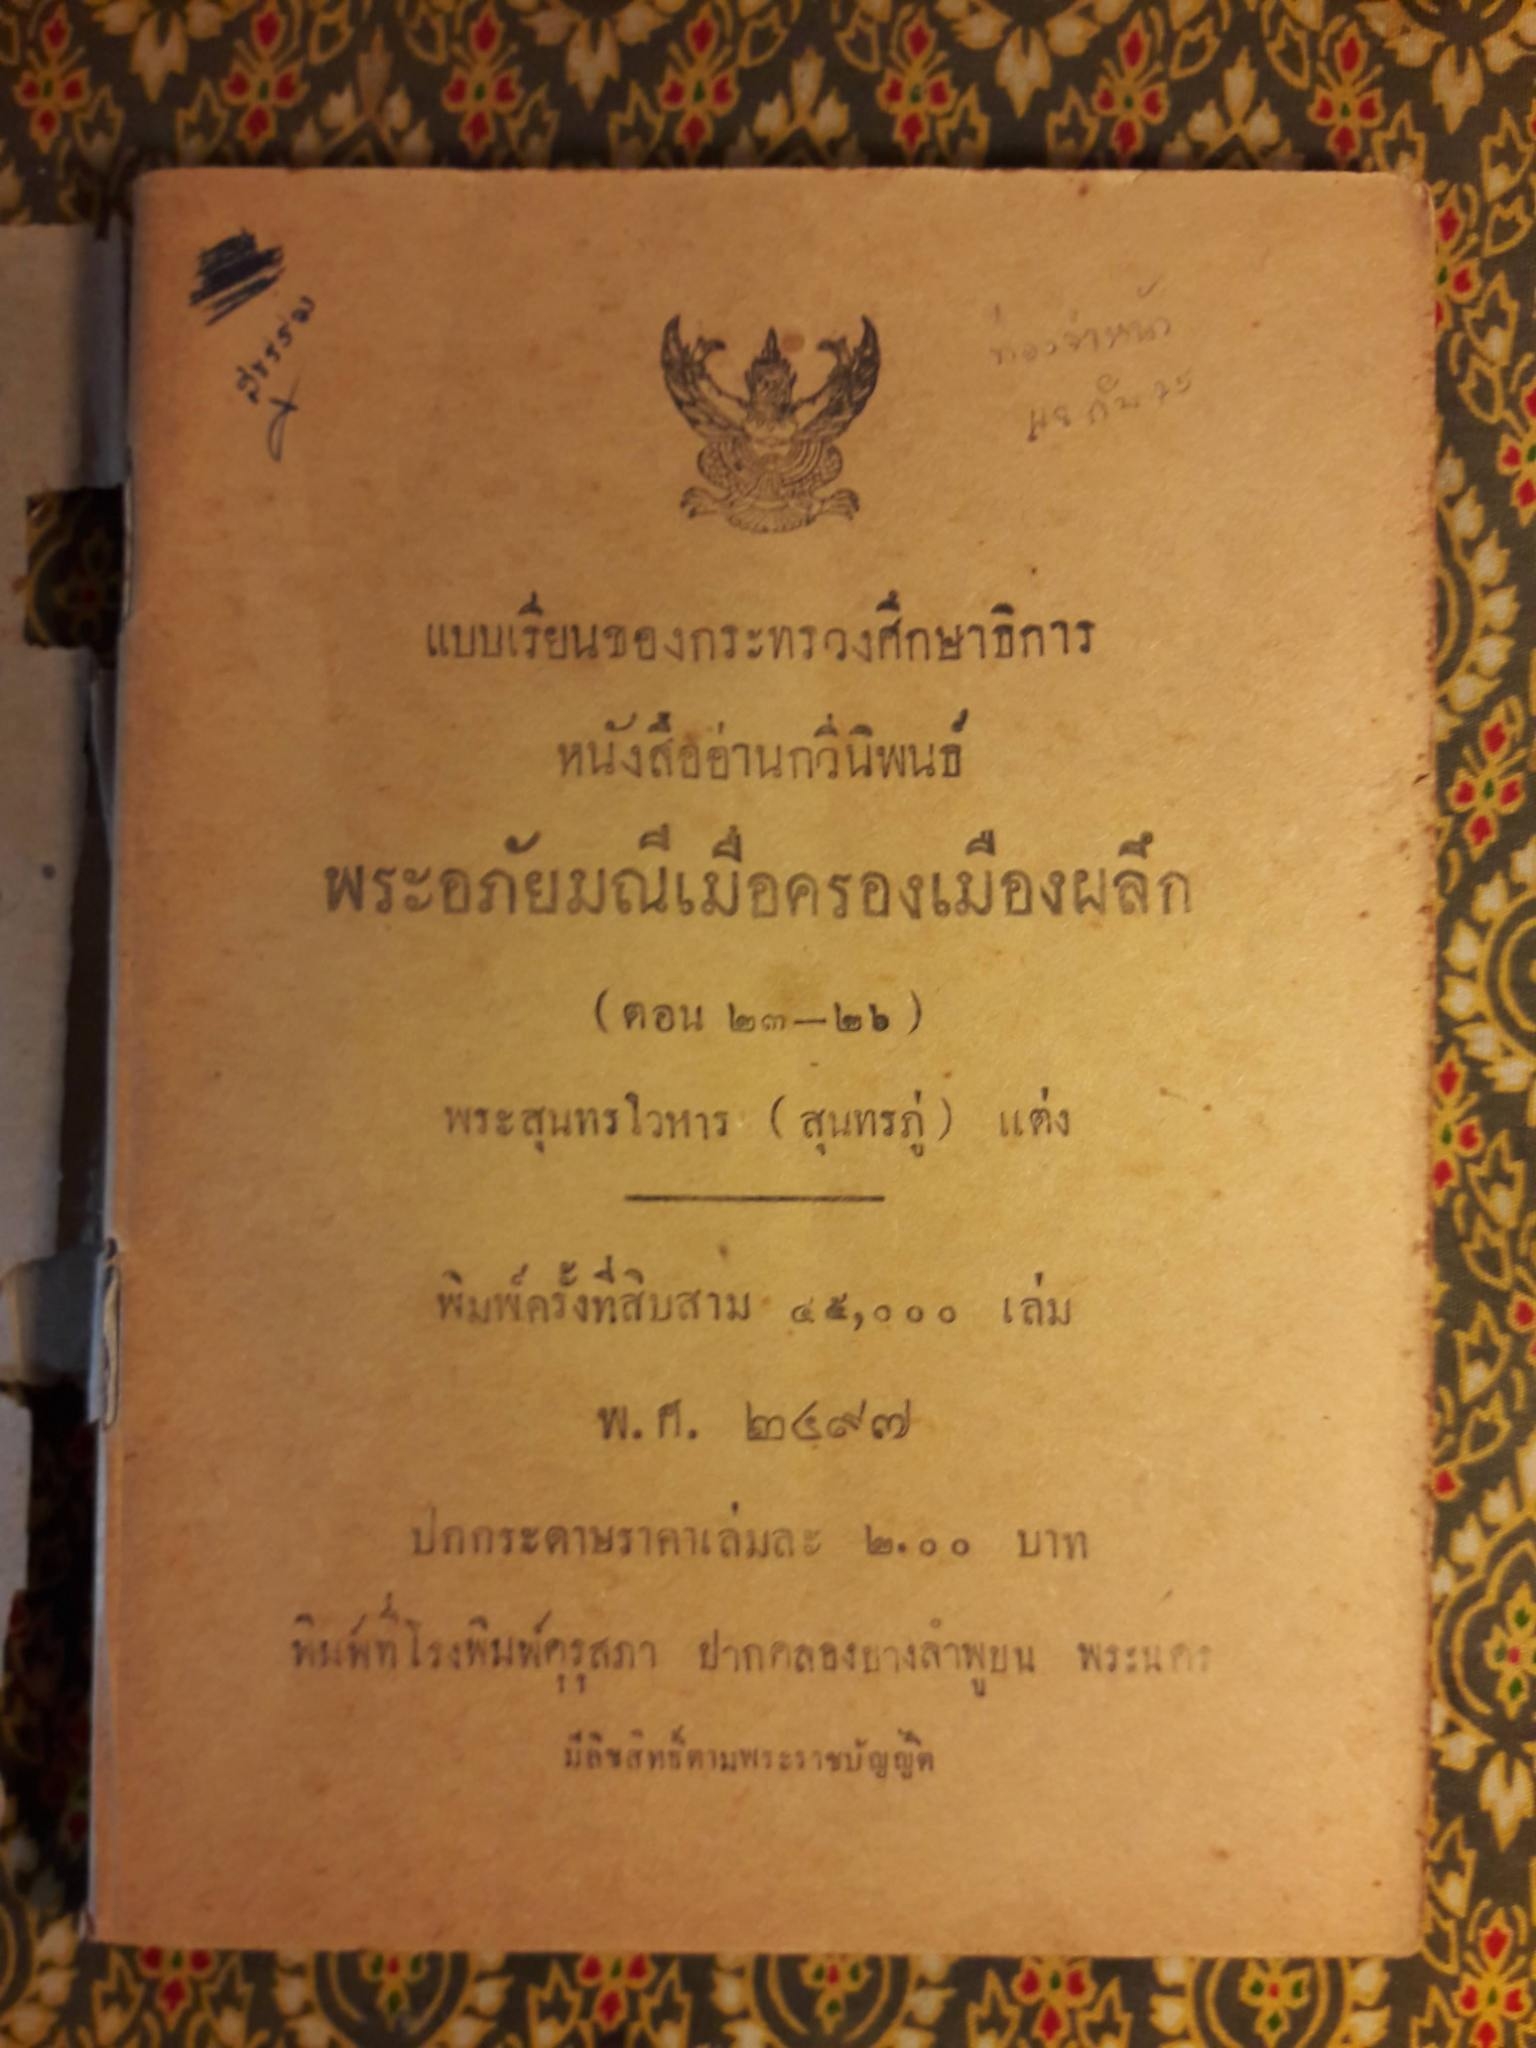 แบบเรียนของกระทรวงศึกษาธิการ
หนังสืออ่านกวีนิพนธ์
พระอภัยมณีเมื่อครองเมืองผลึก
(ตอน ๒๓—๒๖)
พระสุนทรโวหาร (สุนทรภู่) แต่ง
พิมพ์ครั้งที่สิบสาม ๔๕,๐๐๐ เล่ม
พ.ศ. ๒๔๙๗
ปกกระดาษราคาเล่มละ ๒.๐๐ บาท
พิมพ์ที่โรงพิมพ์คุรุสภา ปากคลองบางลำพูบน พระนคร
มีลิขสิทธิ์ตามพระราชบัญญัติ